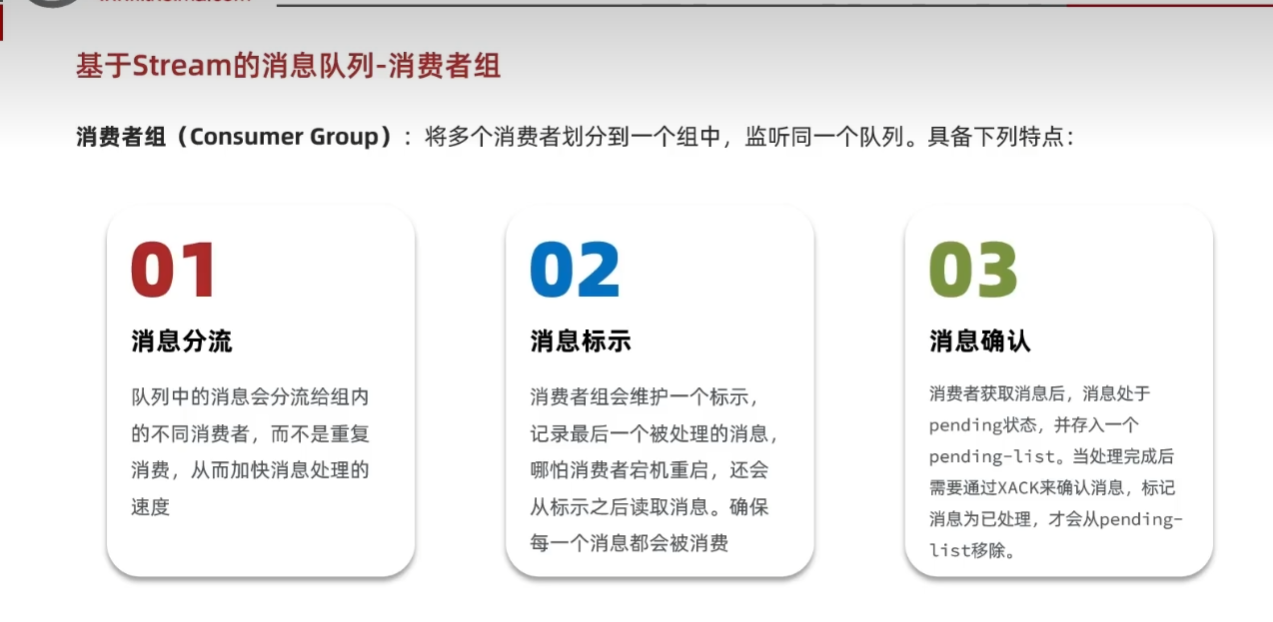 基于Stream的消息队列-消费者组
消费者组（Consumer Group）：将多个消费者划分到一个组中，监听同一个队列。具备下列特点：
01
消息分流
队列中的消息会分流给组内
的不同消费者，而不是重复
消费，从而加快消息处理的
速度
02
消息标示
消费者组会维护一个标示，
记录最后一个被处理的消息，
哪怕消费者宕机重启，还会
从标示之后读取消息。确保
每一个消息都会被消费
03
消息确认
消费者获取消息后，消息处于
pending状态，并存入一个
pending-list。当处理完成后
需要通过XACK来确认消息，标记
消息为已处理，才会从pending-
list移除。